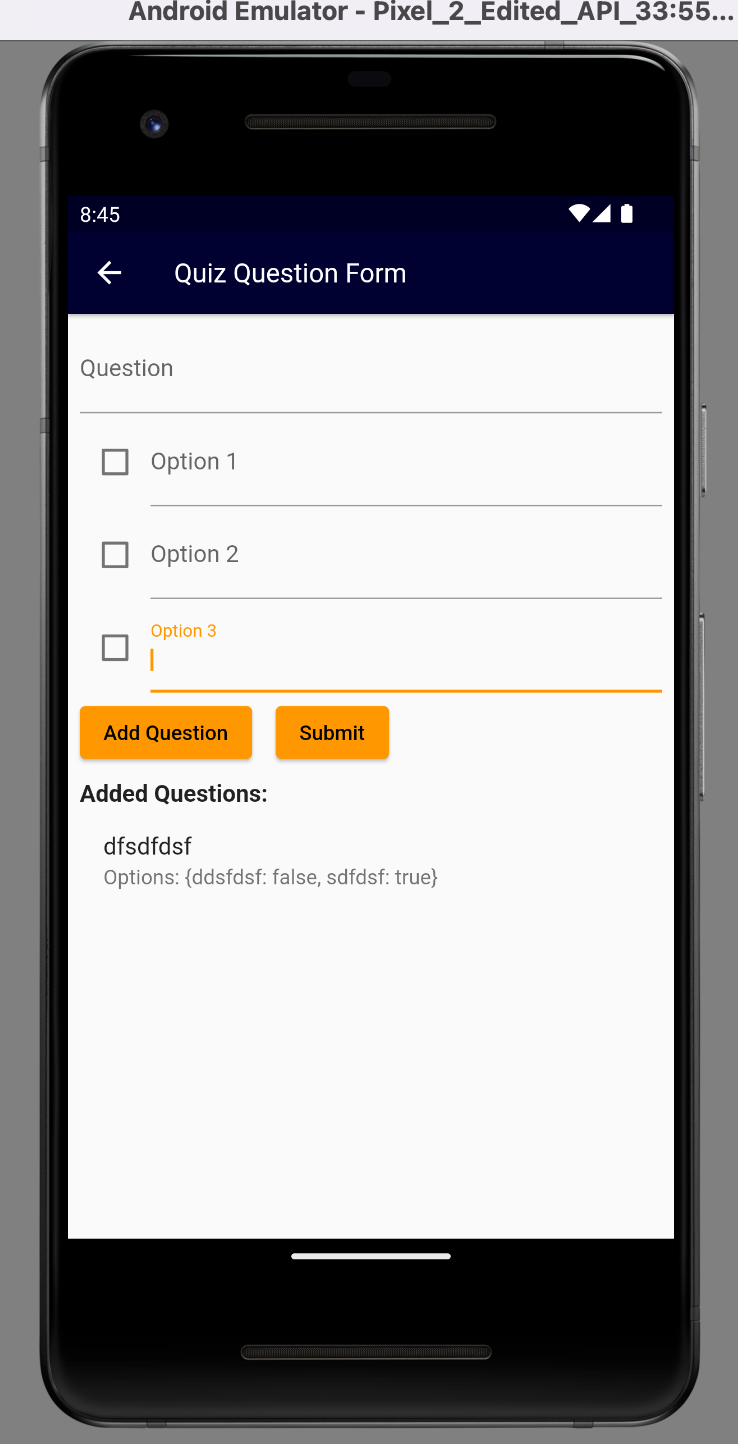 Android Emulator - Pixel_2_Edited_API_33:55...
8:45
Quiz Question Form
Question
Option 1
Option 2
Option 3
Add Question Submit
Added Questions:
dfsdfdsf
Options: {ddsfdsf: false, sdfdsf: true}